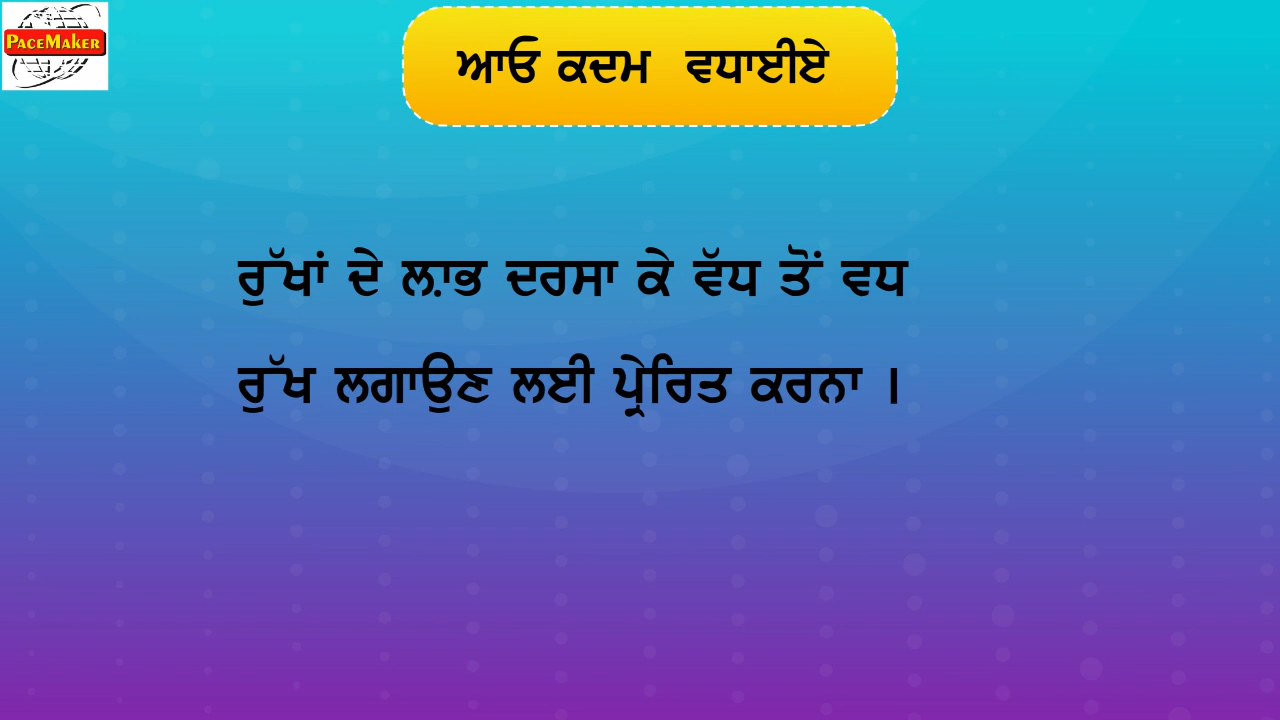 PACEMAKER
ਆਓ ਕਦਮ ਵਧਾਈਏ
ਰੁੱਖਾਂ ਦੇ ਲਾ਼ਭ ਦਰਸਾ ਕੇ ਵੱਧ ਤੋਂ ਵਧ
ਰੁੱਖ ਲਗਾਉਣ ਲਈ ਪ੍ਰੇਰਿਤ ਕਰਨਾ ।